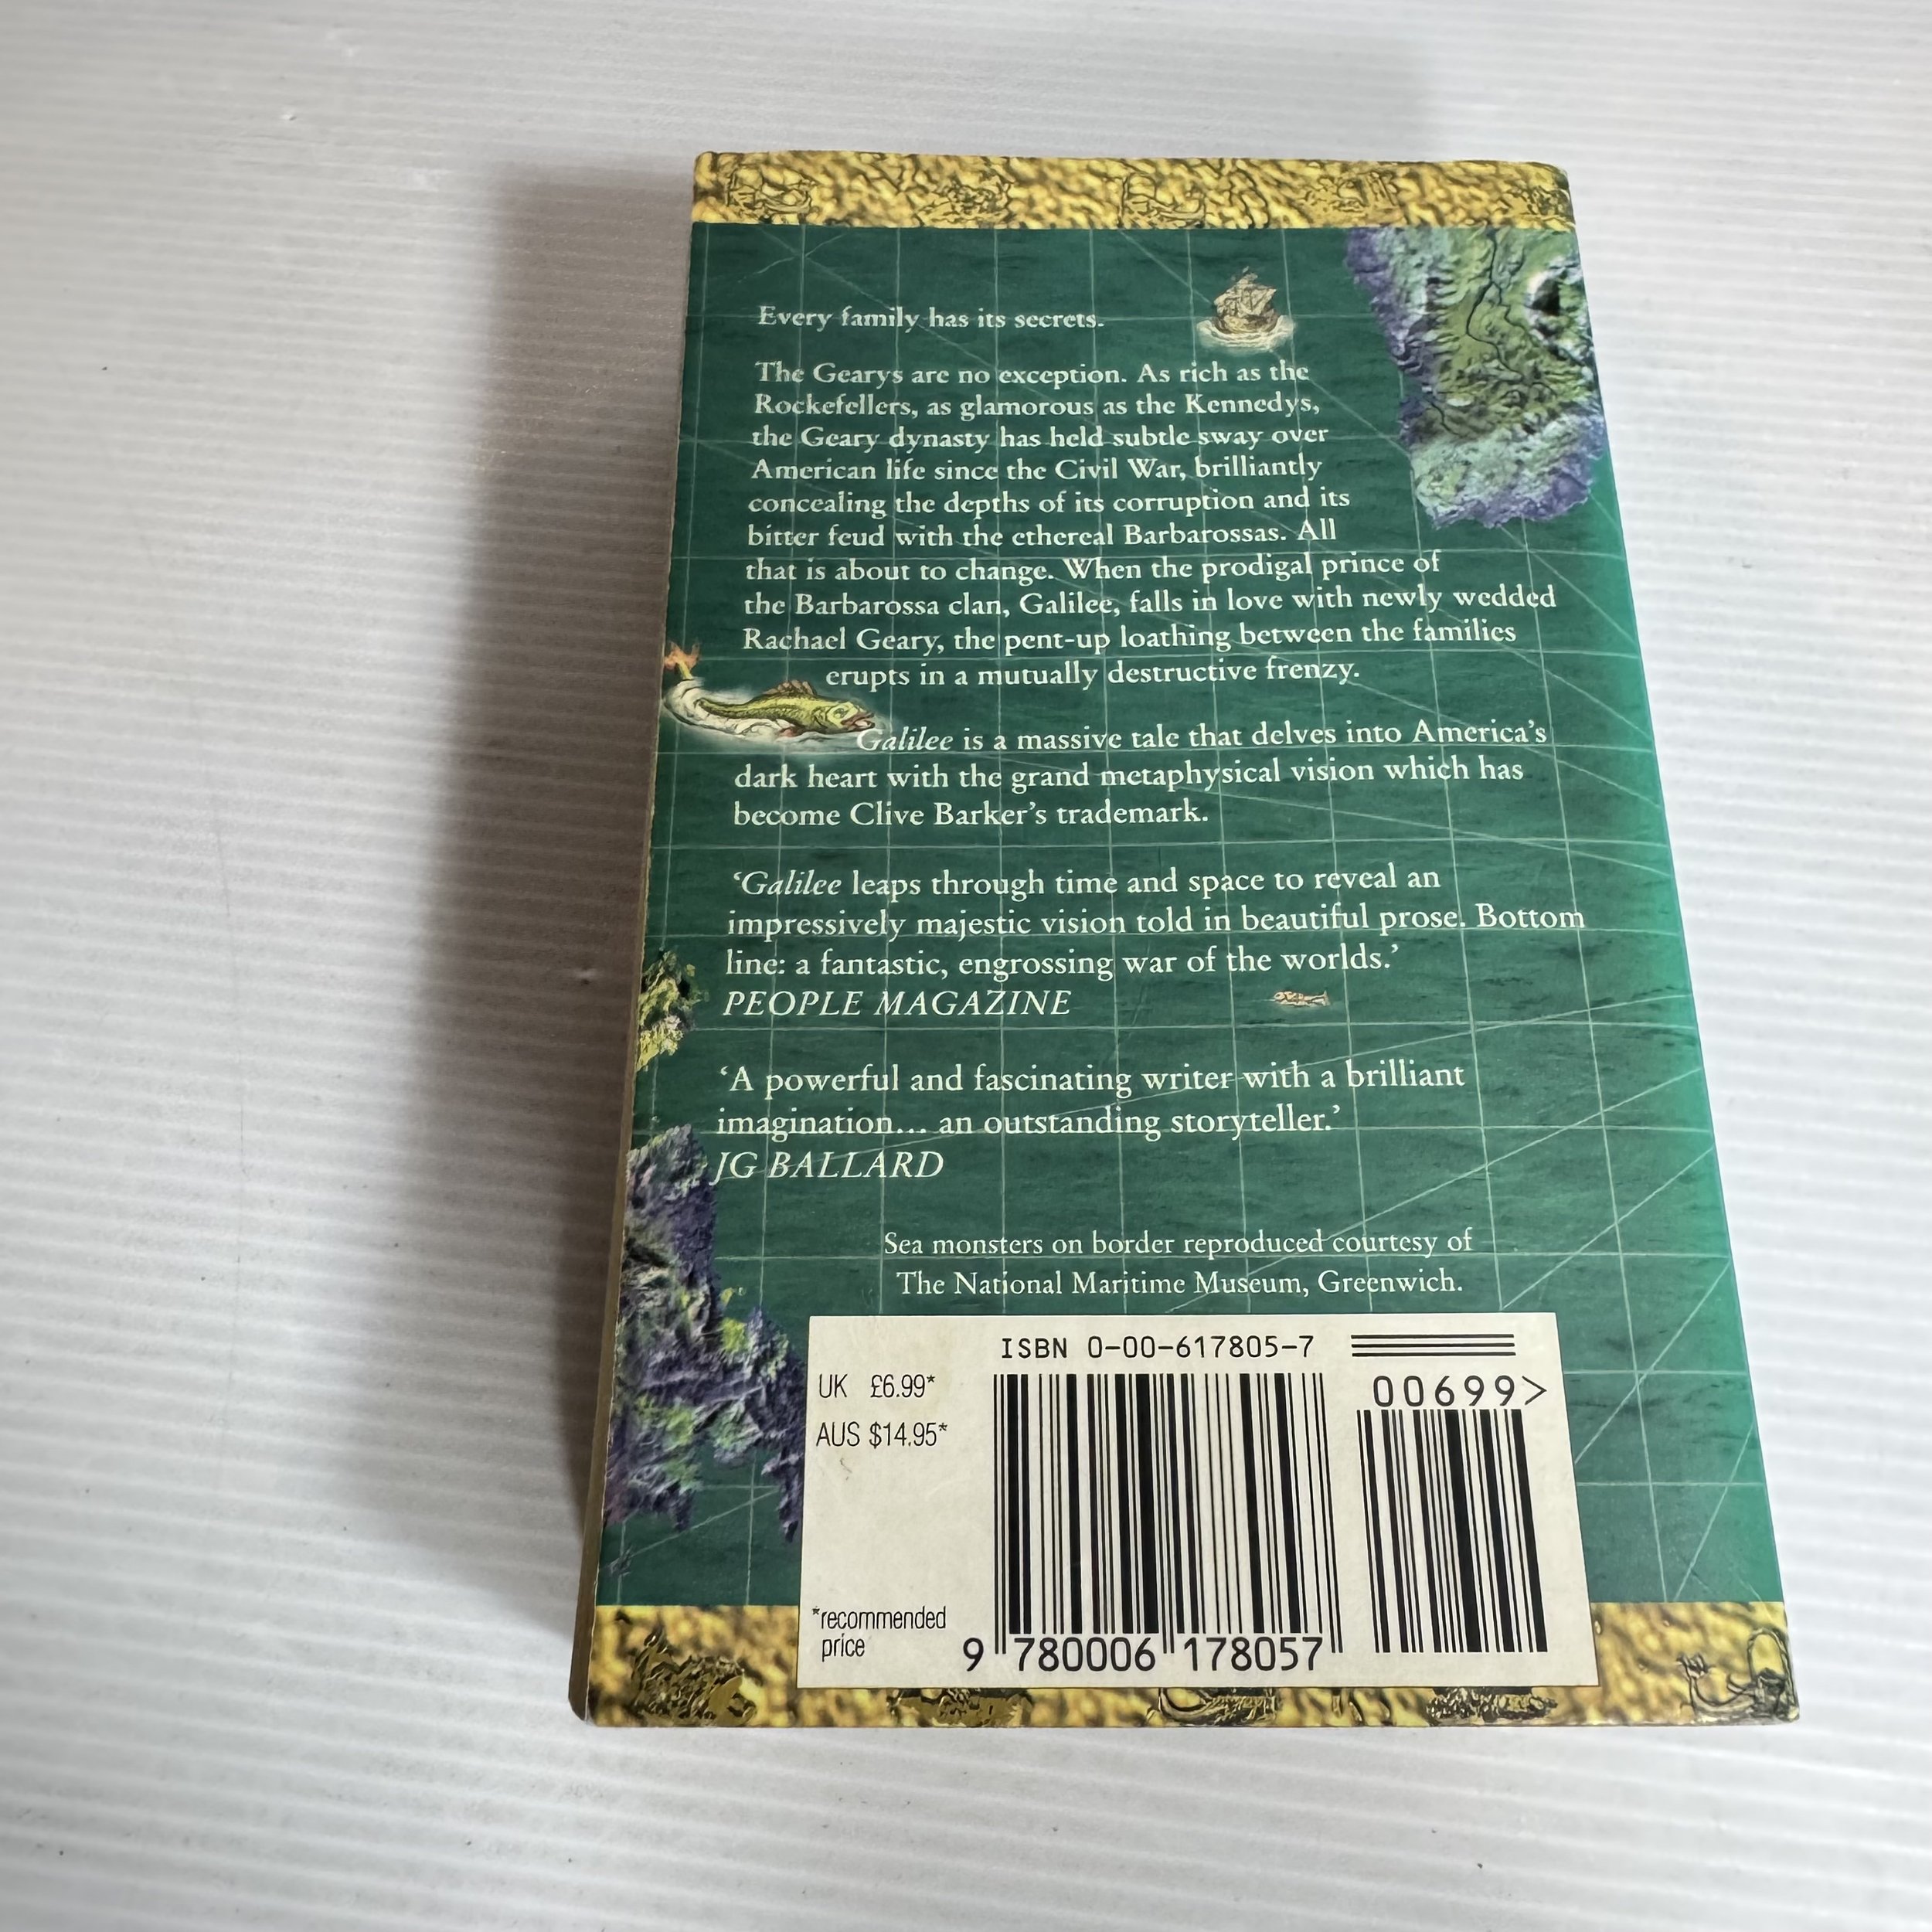 Every family has its secrets.
The Gearys are no exception. As rich as the
Rockefellers, as glamorous as the Kennedys,
the Geary dynasty has held subtle sway over
American life since the Civil War, brilliantly
concealing the depths of its corruption and its
bitter feud with the ethereal Barbarossas. All
that is about to change. When the prodigal prince of
the Barbarossa clan, Galilee, falls in love with newly wedded
Rachael Geary, the pent-up loathing between the families
erupts in a mutually destructive frenzy.
Galilee is a massive tale that delves into America’s
dark heart with the grand metaphysical vision which has
become Clive Barker’s trademark.
‘Galilee leaps through time and space to reveal an
impressively majestic vision told in beautiful prose. Bottom
line: a fantastic, engrossing war of the worlds.’
PEOPLE MAGAZINE
‘A powerful and fascinating writer with a brilliant
imagination... an outstanding storyteller.’
JG BALLARD
Sea monsters on border reproduced courtesy of
The National Maritime Museum, Greenwich.
ISBN 0-00-617805-7
UK £6.99*
AUS $14.95*
00699>
*recommended
price
9 780006 178057